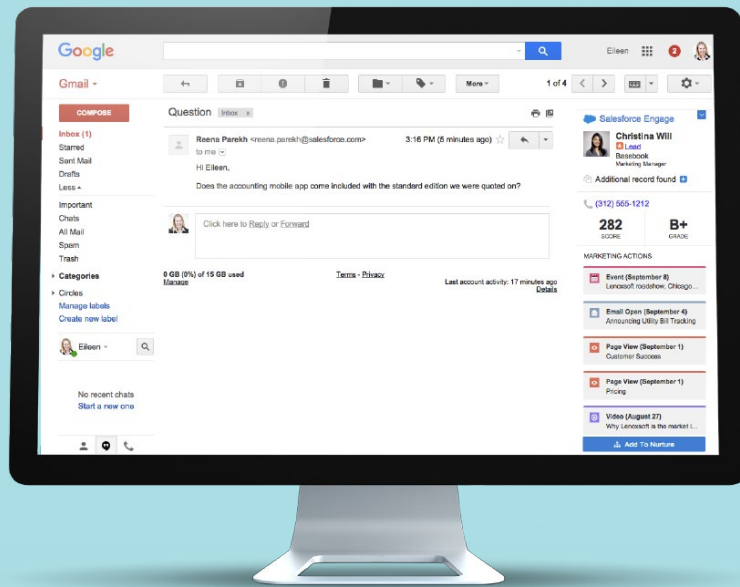 Google
Eileen
2
Gmail
More
1 of 4
COMPOSE
Inbox (1)
Starred
Sent Mail
Drafts
Less
Important
Chats
All Mail
Spam
Trash
Categories
Circles
Manage labels
Create new label
Eileen
No recent chats
Start a new one
Question
Inbox x
Reena Parekh <reena.parekh@salesforce.com>
3:16 PM (5 minutes ago)
to me
Hi Eileen,
Does the accounting mobile app come included with the standard edition we were quoted on?
Click here to Reply or Forward
0 GB (0%) of 15 GB used
Manage
Terms - Privacy
Last account activity: 17 minutes ago
Details
Salesforce Engage
Christina Will
Lead
Bassbook
Marketing Manager
Additional record found
(312) 555-1212
282
SCORE
B+
GRADE
MARKETING ACTIONS
Event (September 8)
Lenoxsoft roadshow, Chicago...
Email Open (September 4)
Announcing Utility Bill Tracking
Page View (September 1)
Customer Success
Page View (September 1)
Pricing
Video (August 27)
Why Lenoxsoft is the market l...
Add To Nurture